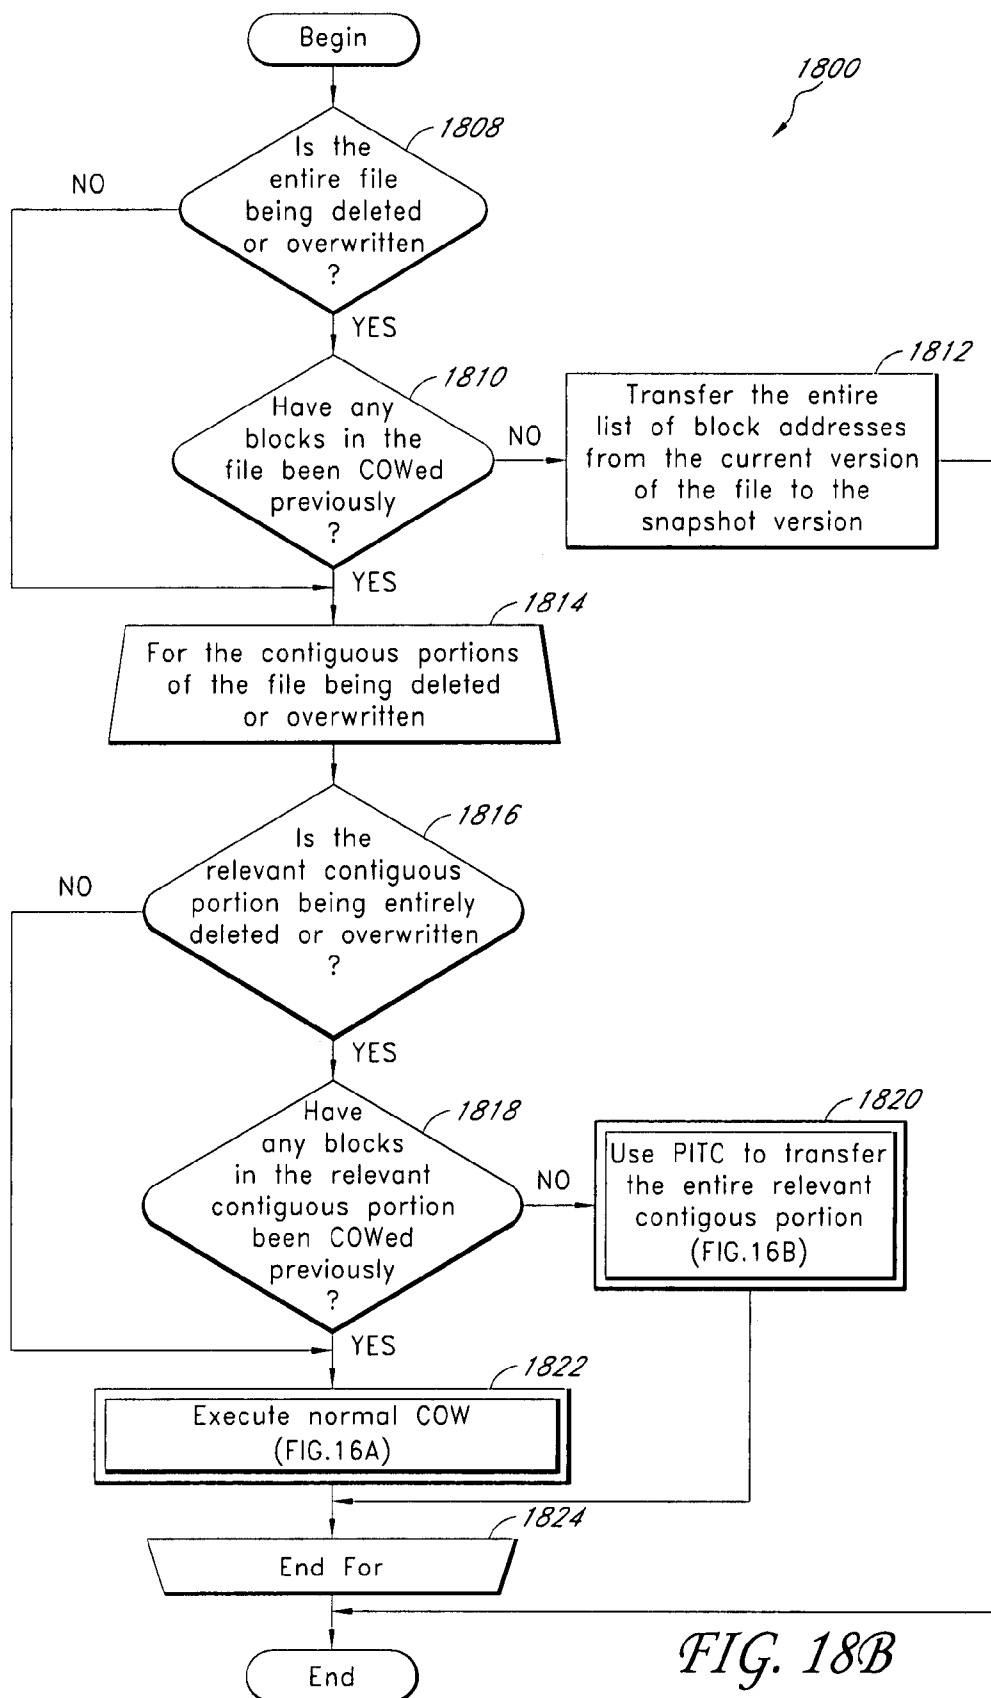 Begin
1800
1808
Is the
entire file
being deleted
or overwritten
?
NO
YES
1810
Have any
blocks in the
file been COWed
previously
?
NO
1812
Transfer the entire
list of block addresses
from the current version
of the file to the
snapshot version
YES
1814
For the contiguous portions
of the file being deleted
or overwritten
1816
Is the
relevant contiguous
portion being entirely
deleted or overwritten
?
NO
YES
1818
Have
any blocks
in the relevant
contiguous portion
been COWed
previously
?
NO
1820
Use PITC to transfer
the entire relevant
contigous portion
(FIG.16B)
YES
1822
Execute normal COW
(FIG.16A)
1824
End For
End
FIG. 18B